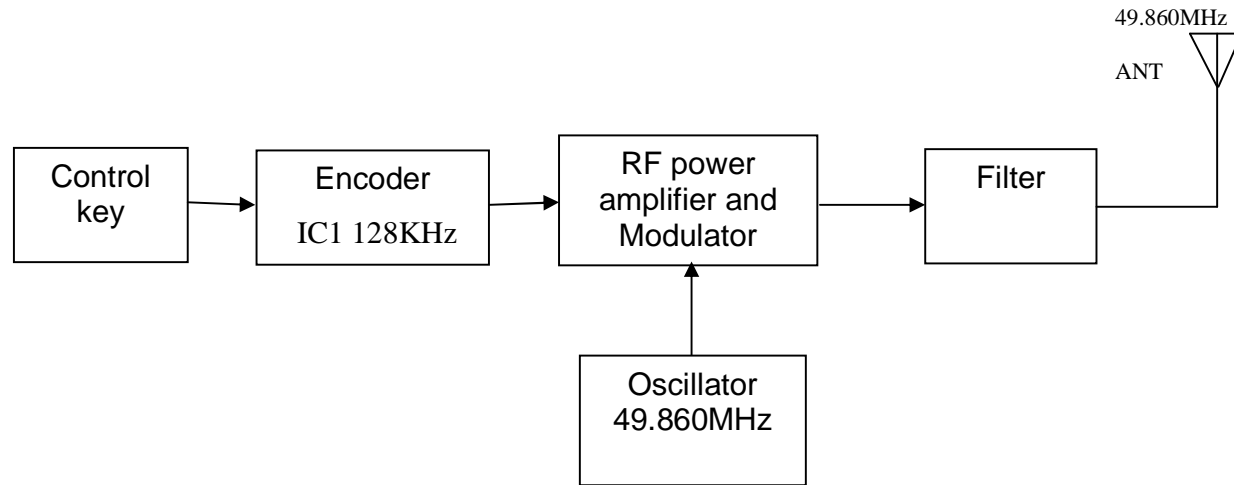 49.860MHz
ANT
Control
key
Encoder
IC1 128KHz
RF power
amplifier and
Modulator
Filter
Oscillator
49.860MHz